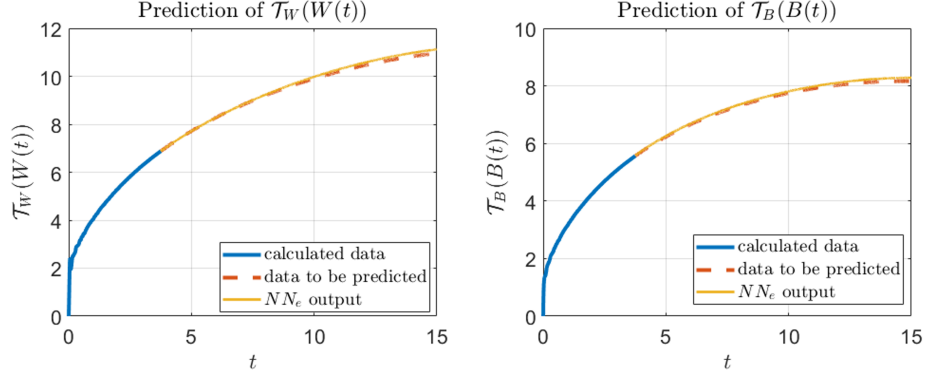 Prediction of 𝒯_W(W(t))
12
10
8
6
4
2
0
𝒯_W(W(t))
calculated data
data to be predicted
NN_e output
0 5 10 15
t
Prediction of 𝒯_B(B(t))
10
8
6
4
2
0
𝒯_B(B(t))
calculated data
data to be predicted
NN_e output
0 5 10 15
t